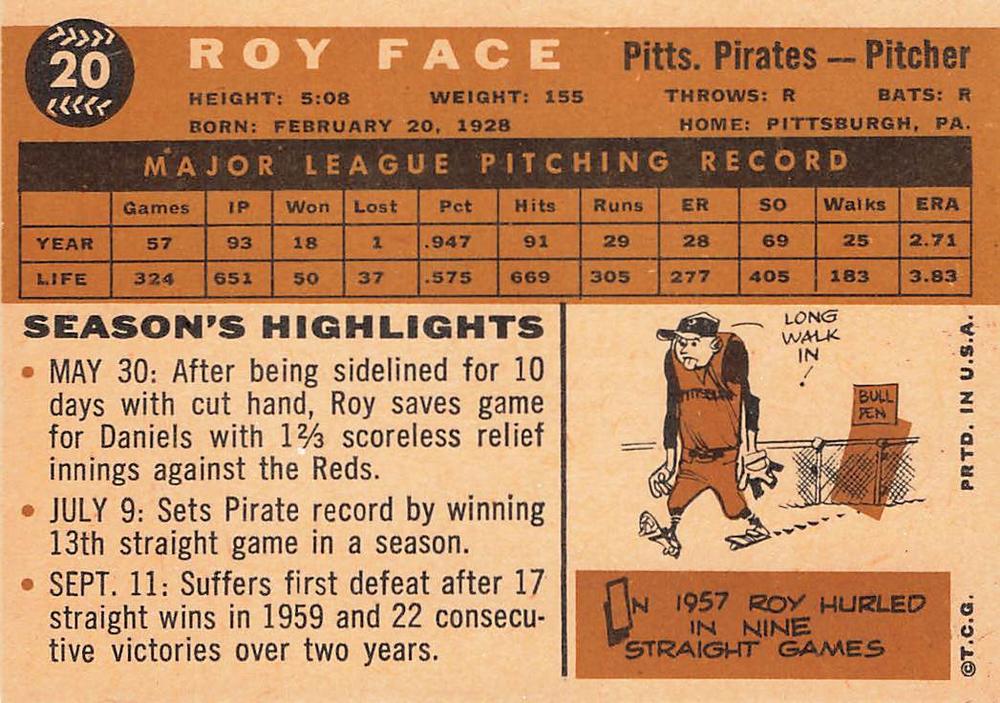 20
ROY FACE
Pitts. Pirates — Pitcher
HEIGHT: 5:08 WEIGHT: 155 THROWS: R BATS: R
BORN: FEBRUARY 20, 1928 HOME: PITTSBURGH, PA.
MAJOR LEAGUE PITCHING RECORD
Games IP Won Lost Pct Hits Runs ER SO Walks ERA
YEAR 57 93 18 1 .947 91 29 28 69 25 2.71
LIFE 324 651 50 37 .575 669 305 277 405 183 3.83
SEASON'S HIGHLIGHTS
• MAY 30: After being sidelined for 10
days with cut hand, Roy saves game
for Daniels with 1⅔ scoreless relief
innings against the Reds.
• JULY 9: Sets Pirate record by winning
13th straight game in a season.
• SEPT. 11: Suffers first defeat after 17
straight wins in 1959 and 22 consecu-
tive victories over two years.
LONG
WALK
IN
BULL
PEN
PITTSBURGH
IN 1957 ROY HURLED
IN NINE
STRAIGHT GAMES
PRTD. IN U.S.A.
©T.C.G.